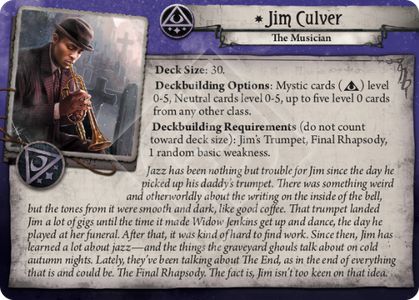 Jim Culver
The Musician
Deck Size: 30.
Deckbuilding Options: Mystic cards ( ) level
0-5, Neutral cards level 0-5, up to five level 0 cards
from any other class.
Deckbuilding Requirements (do not count
toward deck size): Jim's Trumpet, Final Rhapsody,
1 random basic weakness.
Jazz has been nothing but trouble for Jim since the day he
picked up his daddy's trumpet. There was something weird
and otherworldly about the writing on the inside of the bell,
but the tones from it were smooth and dark, like good coffee. That trumpet landed
Jim a lot of gigs until the time it made Widow Jenkins get up and dance, the day he
played at her funeral. After that, it was kind of hard to find work. Since then, Jim has
learned a lot about jazz—and the things the graveyard ghouls talk about on cold
autumn nights. Lately, they've been talking about The End, as in the end of everything
that is and could be. The Final Rhapsody. The fact is, Jim isn't too keen on that idea.